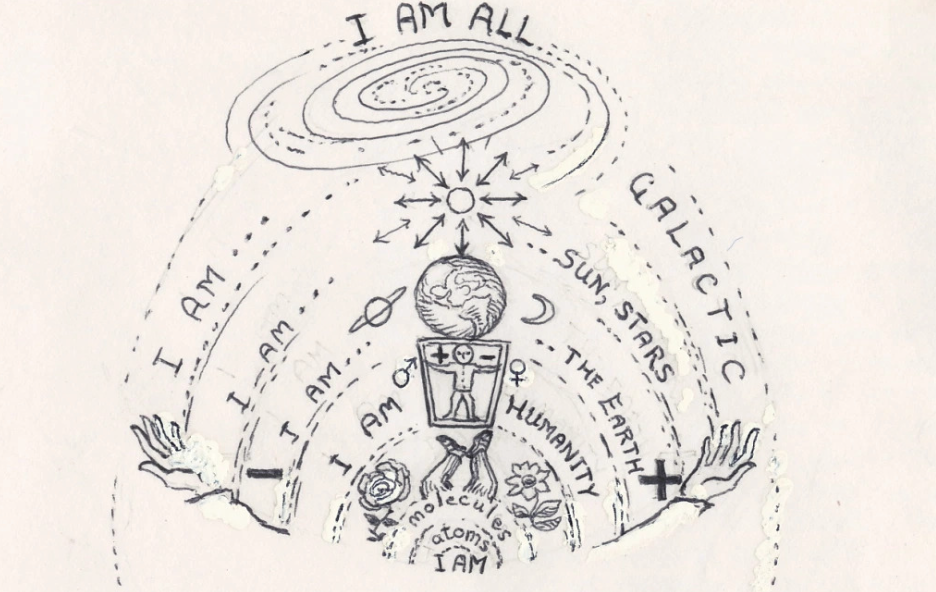 I AM ALL
I AM... GALACTIC
I AM... SUN, STARS
I AM... THE EARTH
I AM HUMANITY
♂ + - ♀
- +
molecules
atoms
I AM